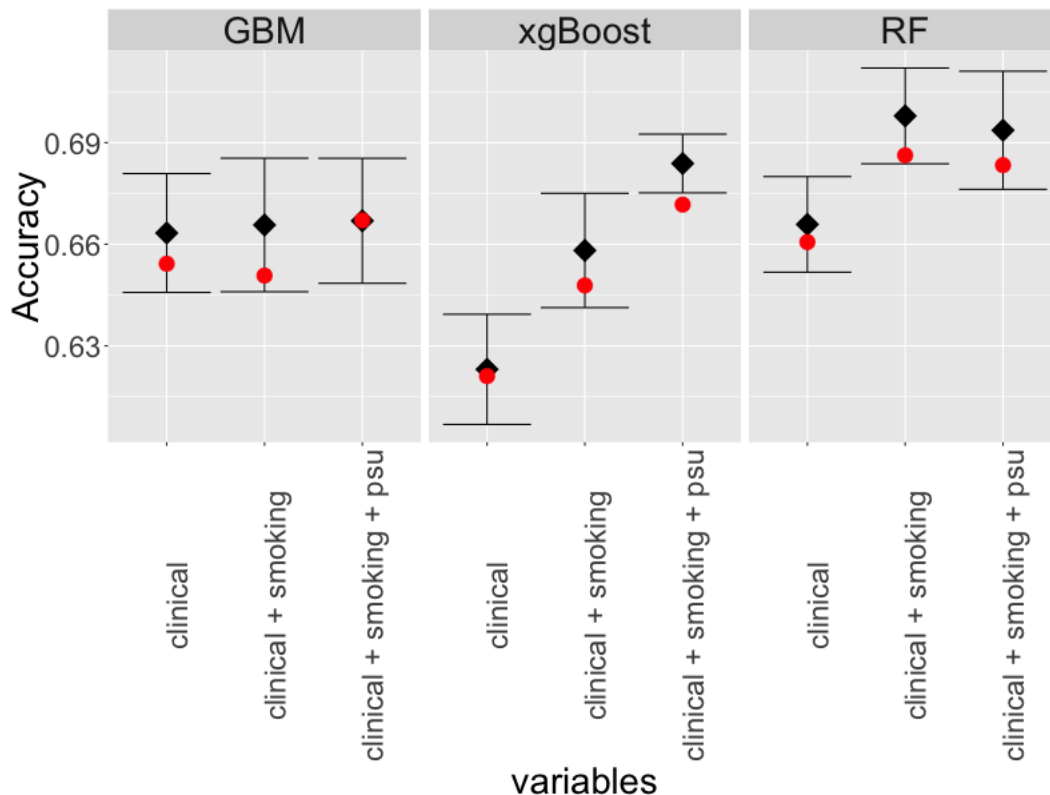 GBM
xgBoost
RF
Accuracy
0.69
0.66
0.63
clinical
clinical + smoking
clinical + smoking + psu
clinical
clinical + smoking
clinical + smoking + psu
clinical
clinical + smoking
clinical + smoking + psu
variables